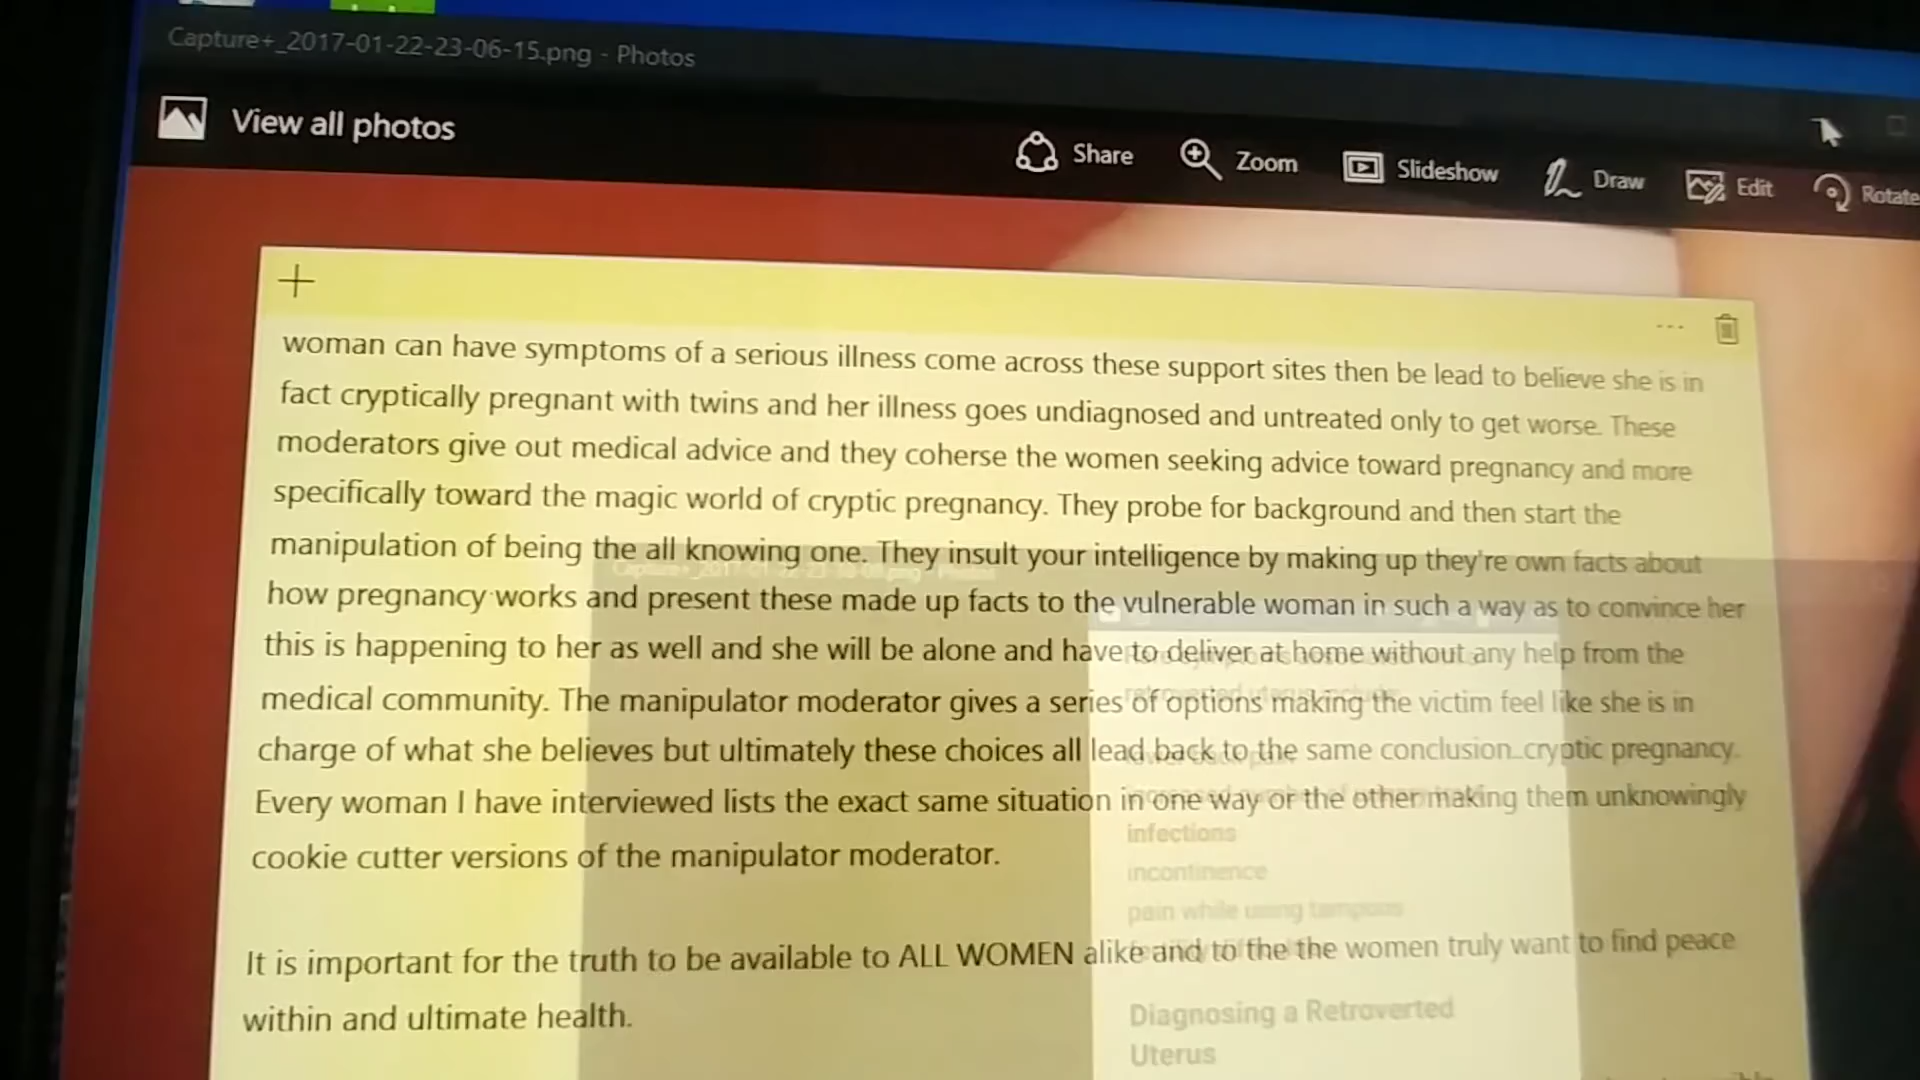 Capture+_2017-01-22-23-06-15.png - Photos
View all photos
Share
Zoom
Slideshow
Draw
Edit
Rotate
woman can have symptoms of a serious illness come across these support sites then be lead to believe she is in
fact cryptically pregnant with twins and her illness goes undiagnosed and untreated only to get worse. These
moderators give out medical advice and they coherse the women seeking advice toward pregnancy and more
specifically toward the magic world of cryptic pregnancy. They probe for background and then start the
manipulation of being the all knowing one. They insult your intelligence by making up they're own facts about
how pregnancy works and present these made up facts to the vulnerable woman in such a way as to convince her
this is happening to her as well and she will be alone and have to deliver at home without any help from the
medical community. The manipulator moderator gives a series of options making the victim feel like she is in
charge of what she believes but ultimately these choices all lead back to the same conclusion..cryptic pregnancy.
Every woman I have interviewed lists the exact same situation in one way or the other making them unknowingly
cookie cutter versions of the manipulator moderator.
It is important for the truth to be available to ALL WOMEN alike and to the the women truly want to find peace
within and ultimate health.
infections
incontinence
pain while using tampons
Diagnosing a Retroverted
Uterus